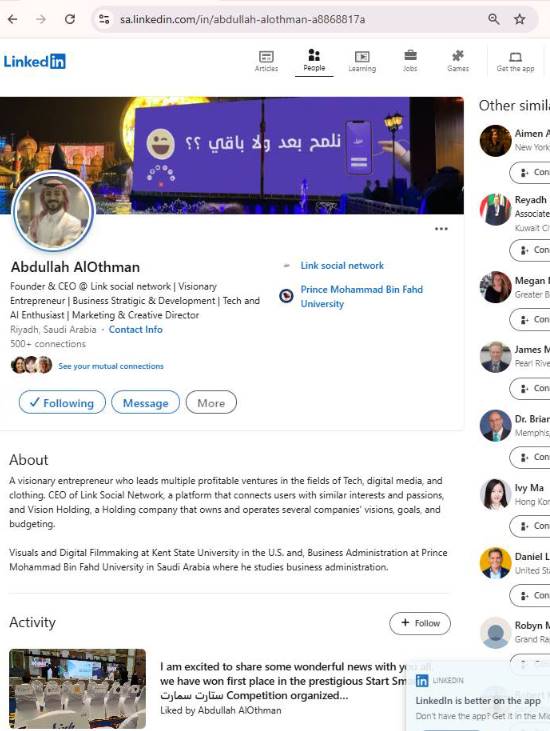 sa.linkedin.com/in/abdullah-alothman-a8868817a
Linked in
Articles
People
Learning
Jobs
Games
Get the app
نلمح بعد ولا باقي ؟؟
Other simila
Abdullah AlOthman
Founder & CEO @ Link social network | Visionary
Entrepreneur | Business Stratigic & Development | Tech and
AI Enthusiast | Marketing & Creative Director
Riyadh, Saudi Arabia · Contact Info
500+ connections
See your mutual connections
Link social network
Prince Mohammad Bin Fahd
University
Following
Message
More
About
A visionary entrepreneur who leads multiple profitable ventures in the fields of Tech, digital media, and
clothing. CEO of Link Social Network, a platform that connects users with similar interests and passions,
and Vision Holding, a Holding company that owns and operates several companies' visions, goals, and
budgeting.
Visuals and Digital Filmmaking at Kent State University in the U.S. and, Business Administration at Prince
Mohammad Bin Fahd University in Saudi Arabia where he studies business administration.
Activity
+ Follow
I am excited to share some wonderful news with you all.
we have won first place in the prestigious Start Sm
ستارت سمارت Competition organized...
Liked by Abdullah AlOthman
Aimen A
New York
Con
Reyadh
Associate
Kuwait Ci
Con
Megan
Greater B
Con
James M
Pearl Rive
Con
Dr. Brian
Memphis,
Con
Ivy Ma
Hong Kon
Con
Daniel L
United St
Con
Robyn M
Grand Rap
Con
LINKEDIN
LinkedIn is better on the app
Don't have the app? Get it in the Mi